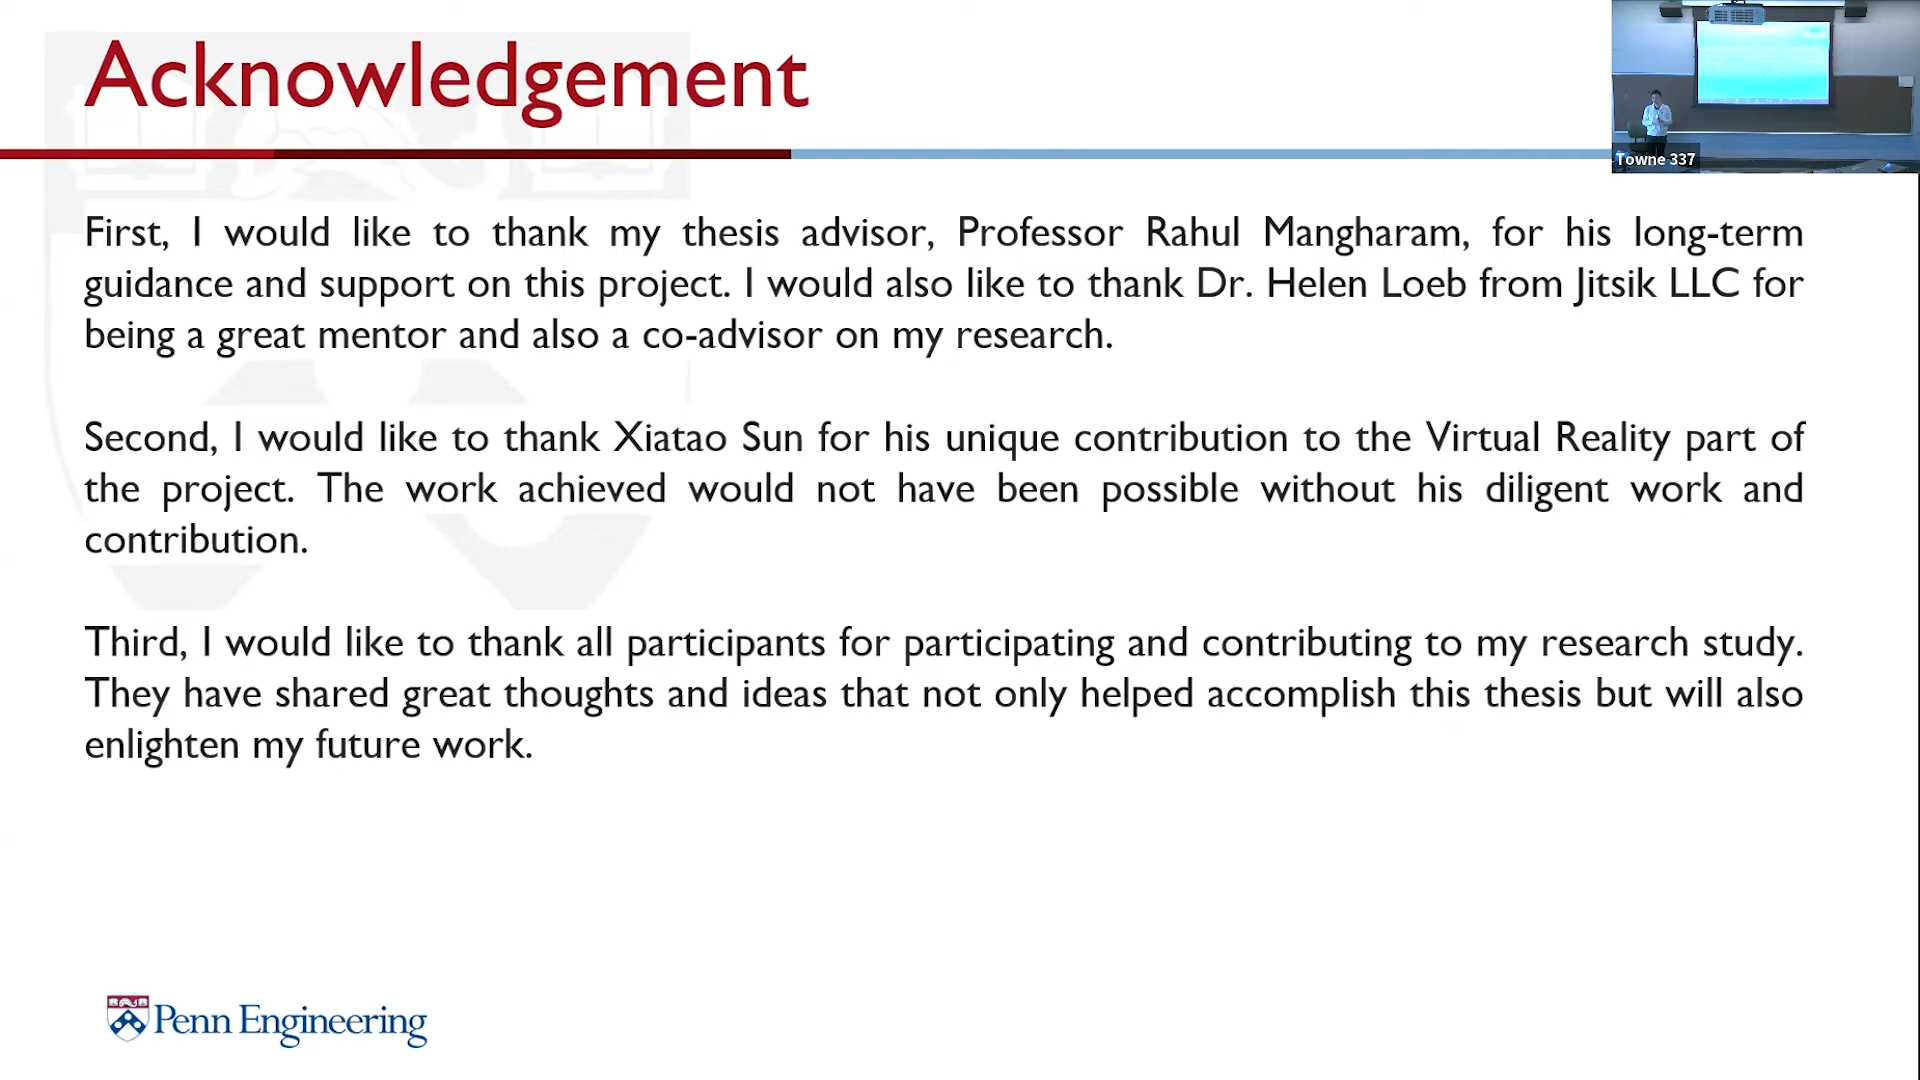 Acknowledgement
Towne 337
First, I would like to thank my thesis advisor, Professor Rahul Mangharam, for his long-term
guidance and support on this project. I would also like to thank Dr. Helen Loeb from Jitsik LLC for
being a great mentor and also a co-advisor on my research.
Second, I would like to thank Xiatao Sun for his unique contribution to the Virtual Reality part of
the project. The work achieved would not have been possible without his diligent work and
contribution.
Third, I would like to thank all participants for participating and contributing to my research study.
They have shared great thoughts and ideas that not only helped accomplish this thesis but will also
enlighten my future work.
Penn Engineering